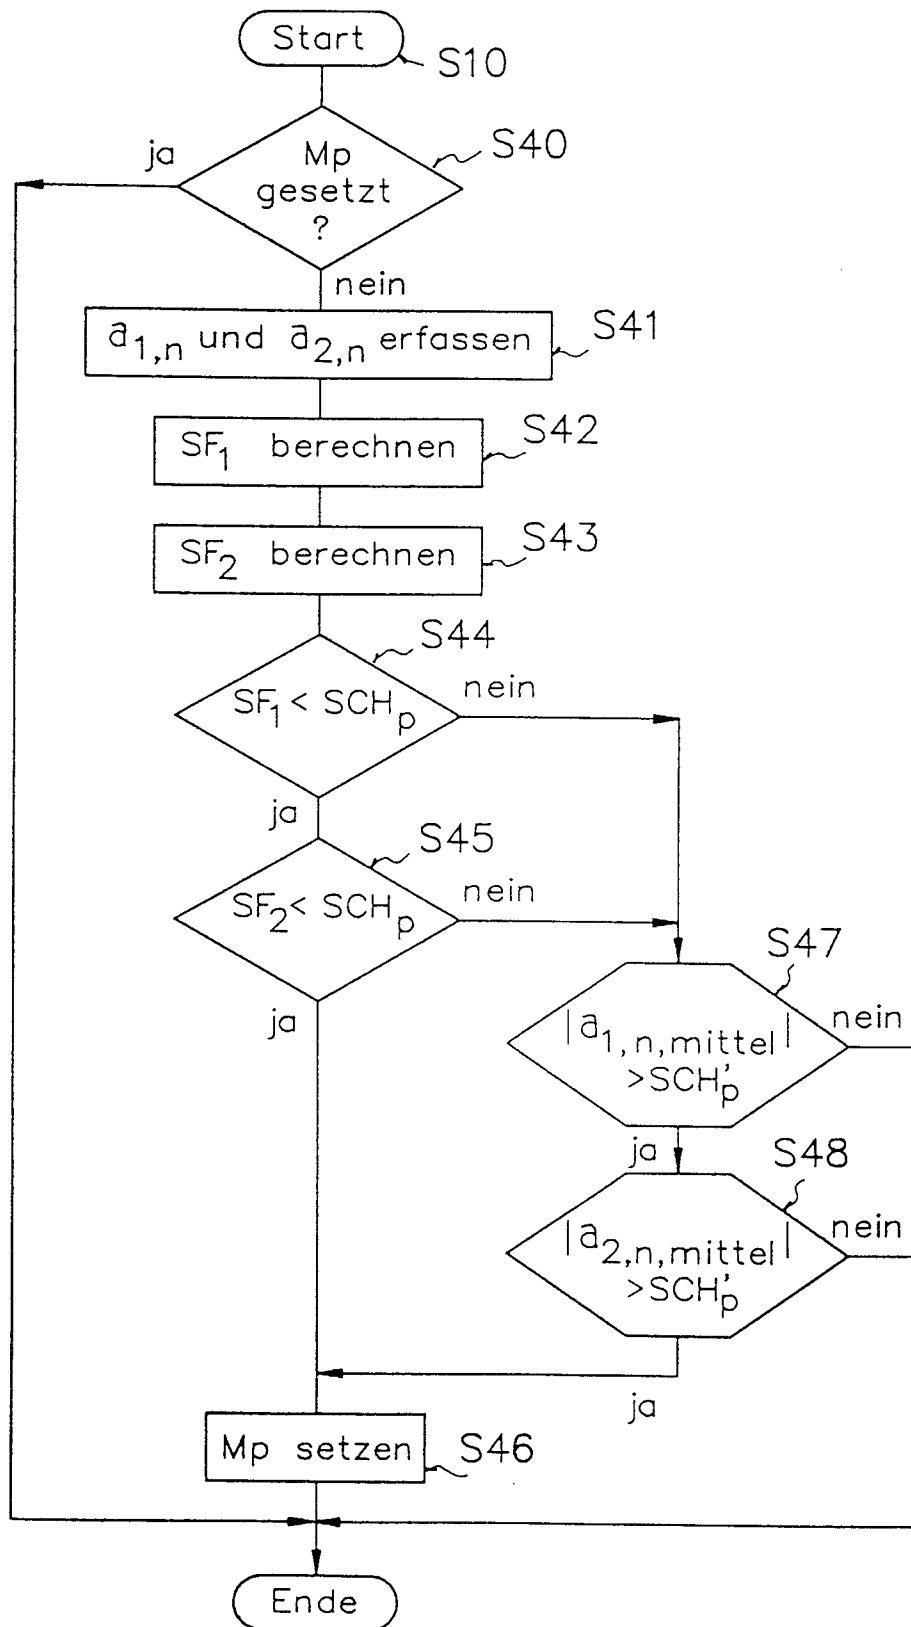 Start
S10
ja
Mp
gesetzt
?
S40
nein
a1,n und a2,n erfassen
S41
SF1 berechnen
S42
SF2 berechnen
S43
S44
SF1 < SCHp
nein
ja
S45
SF2 < SCHp
nein
ja
S47
|a1,n,mittel|
>SCH'p
nein
ja
S48
|a2,n,mittel|
>SCH'p
nein
ja
Mp setzen
S46
Ende